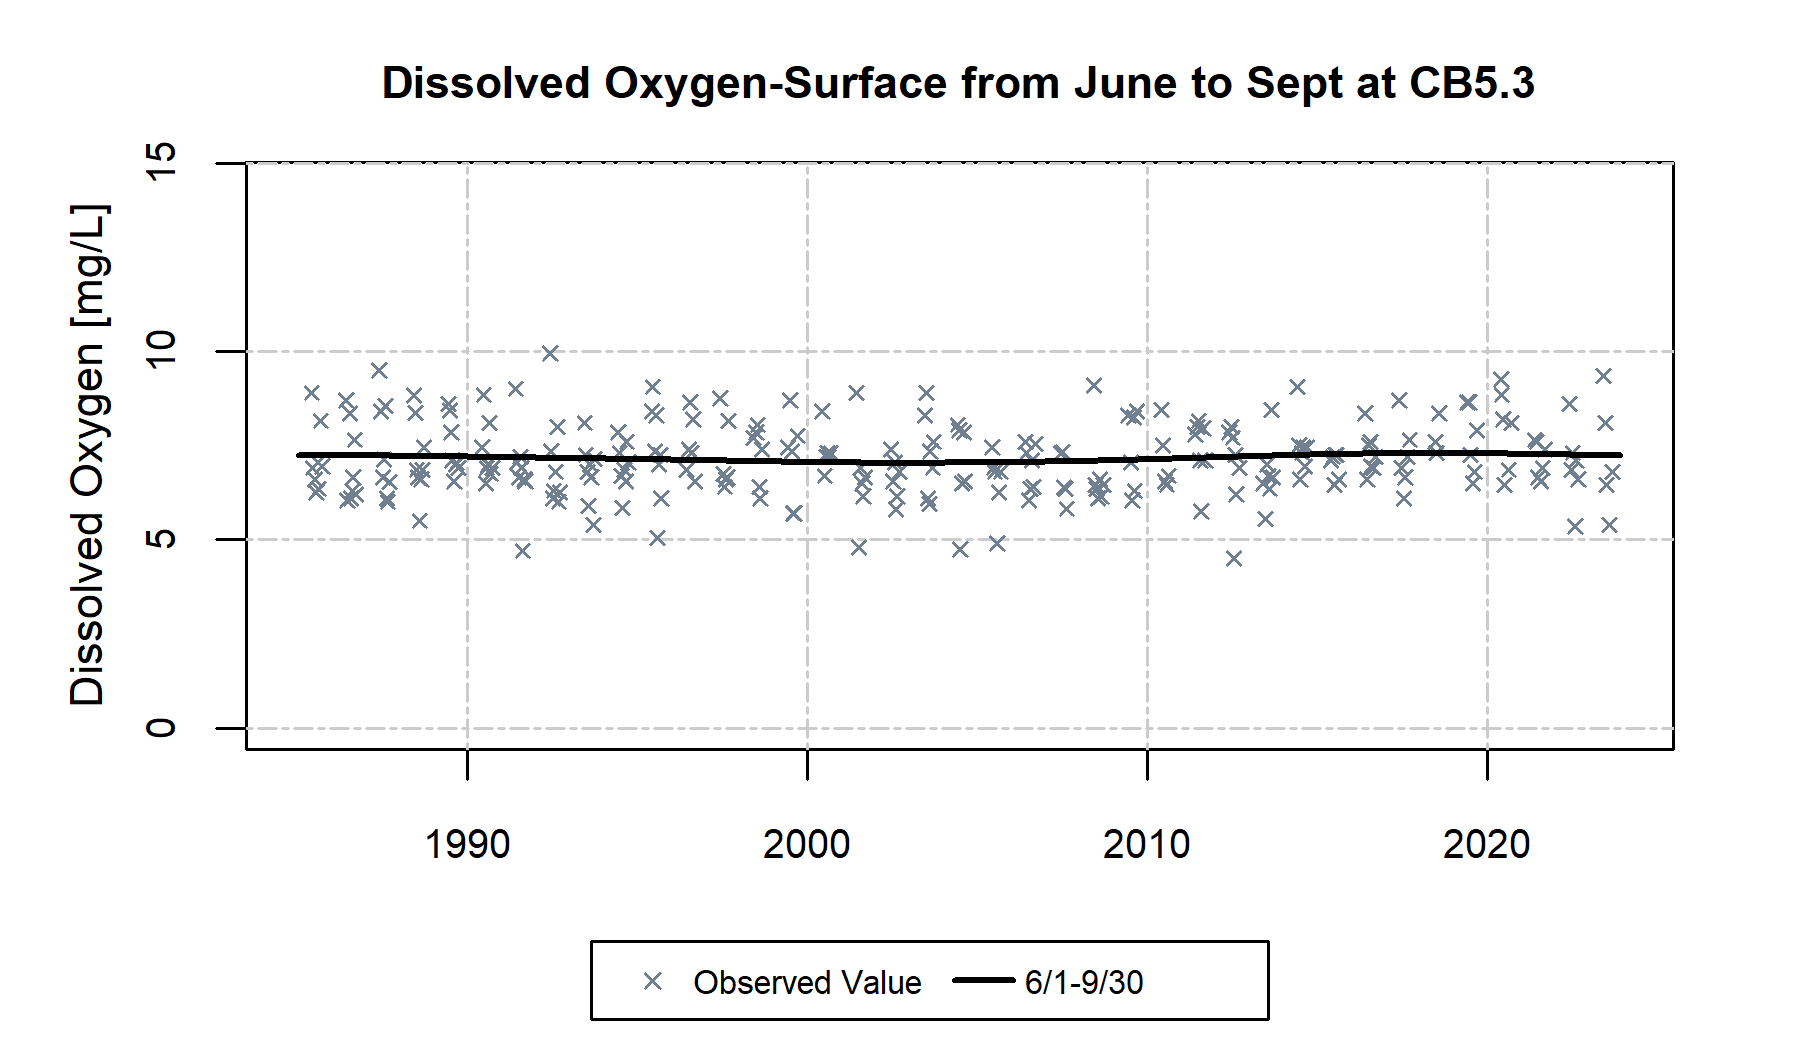 Dissolved Oxygen-Surface from June to Sept at CB5.3
Dissolved Oxygen [mg/L]
15
10
5
0
1990 2000 2010 2020
Observed Value 6/1-9/30